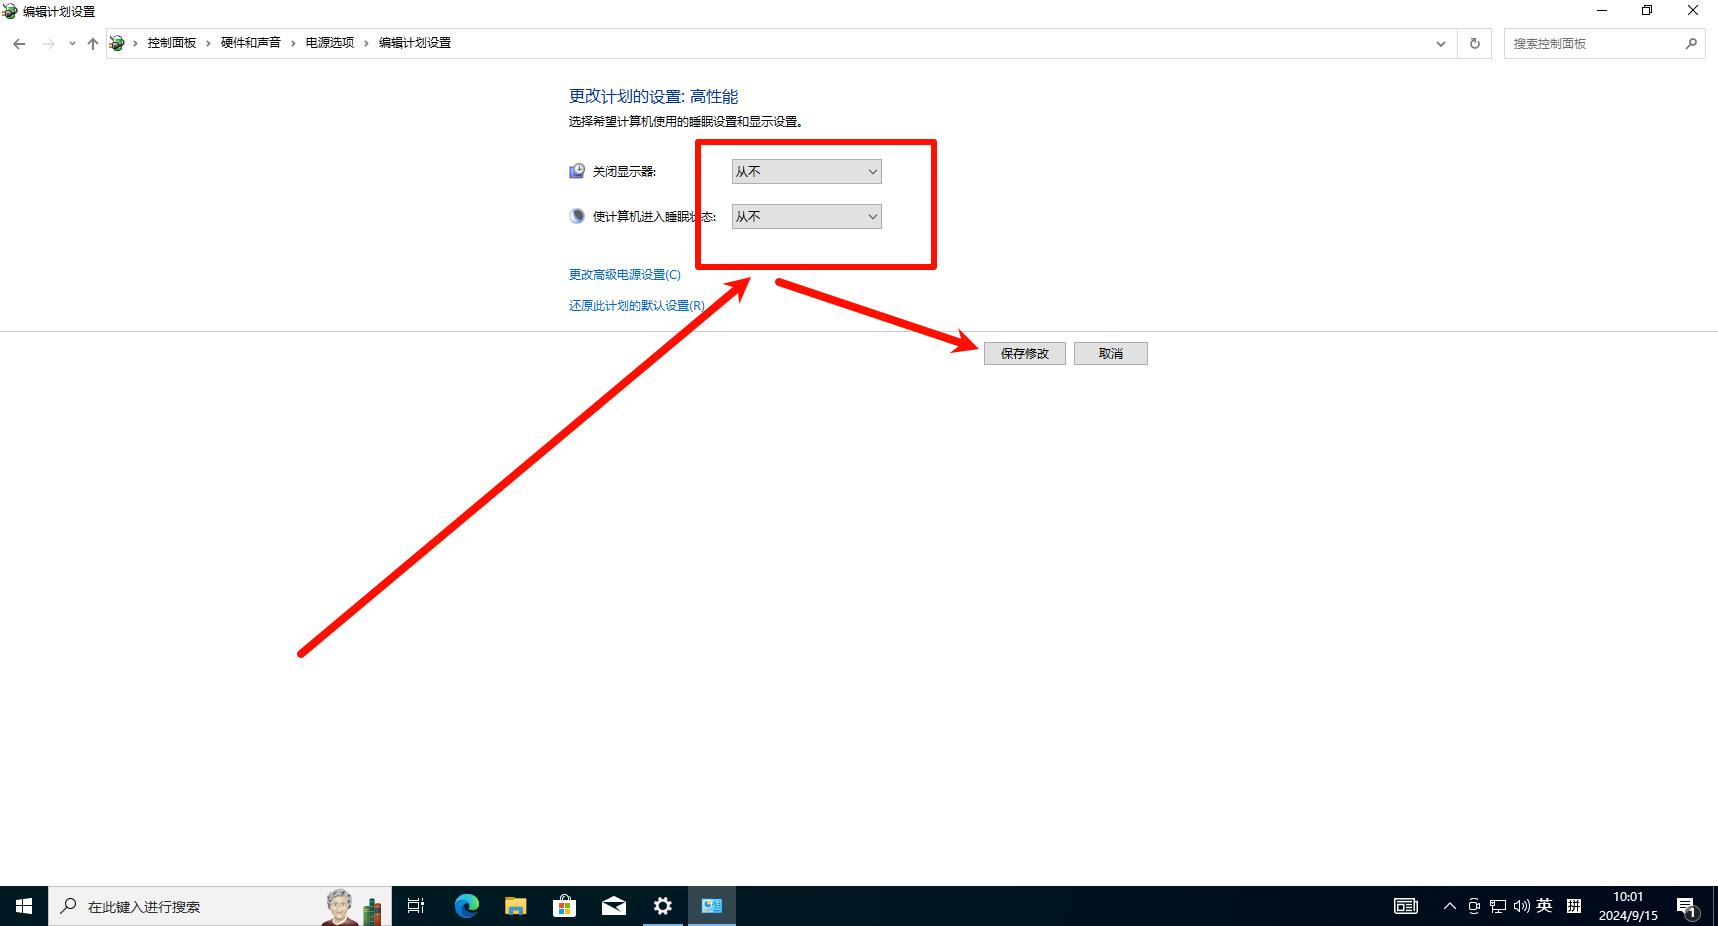 编辑计划设置
控制面板 › 硬件和声音 › 电源选项 › 编辑计划设置
搜索控制面板
更改计划的设置: 高性能
选择希望计算机使用的睡眠设置和显示设置。
关闭显示器: 从不
使计算机进入睡眠状态: 从不
更改高级电源设置(C)
还原此计划的默认设置(R)
保存修改 取消
在此键入进行搜索
英 拼
10:01
2024/9/15
1